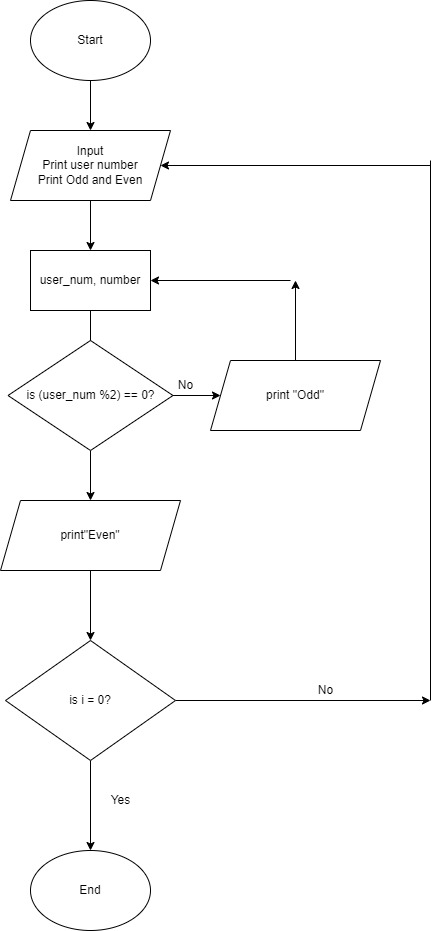 Start
Input
Print user number
Print Odd and Even
user_num, number
is (user_num %2) == 0?
No
print "Odd"
print"Even"
is i = 0?
No
Yes
End